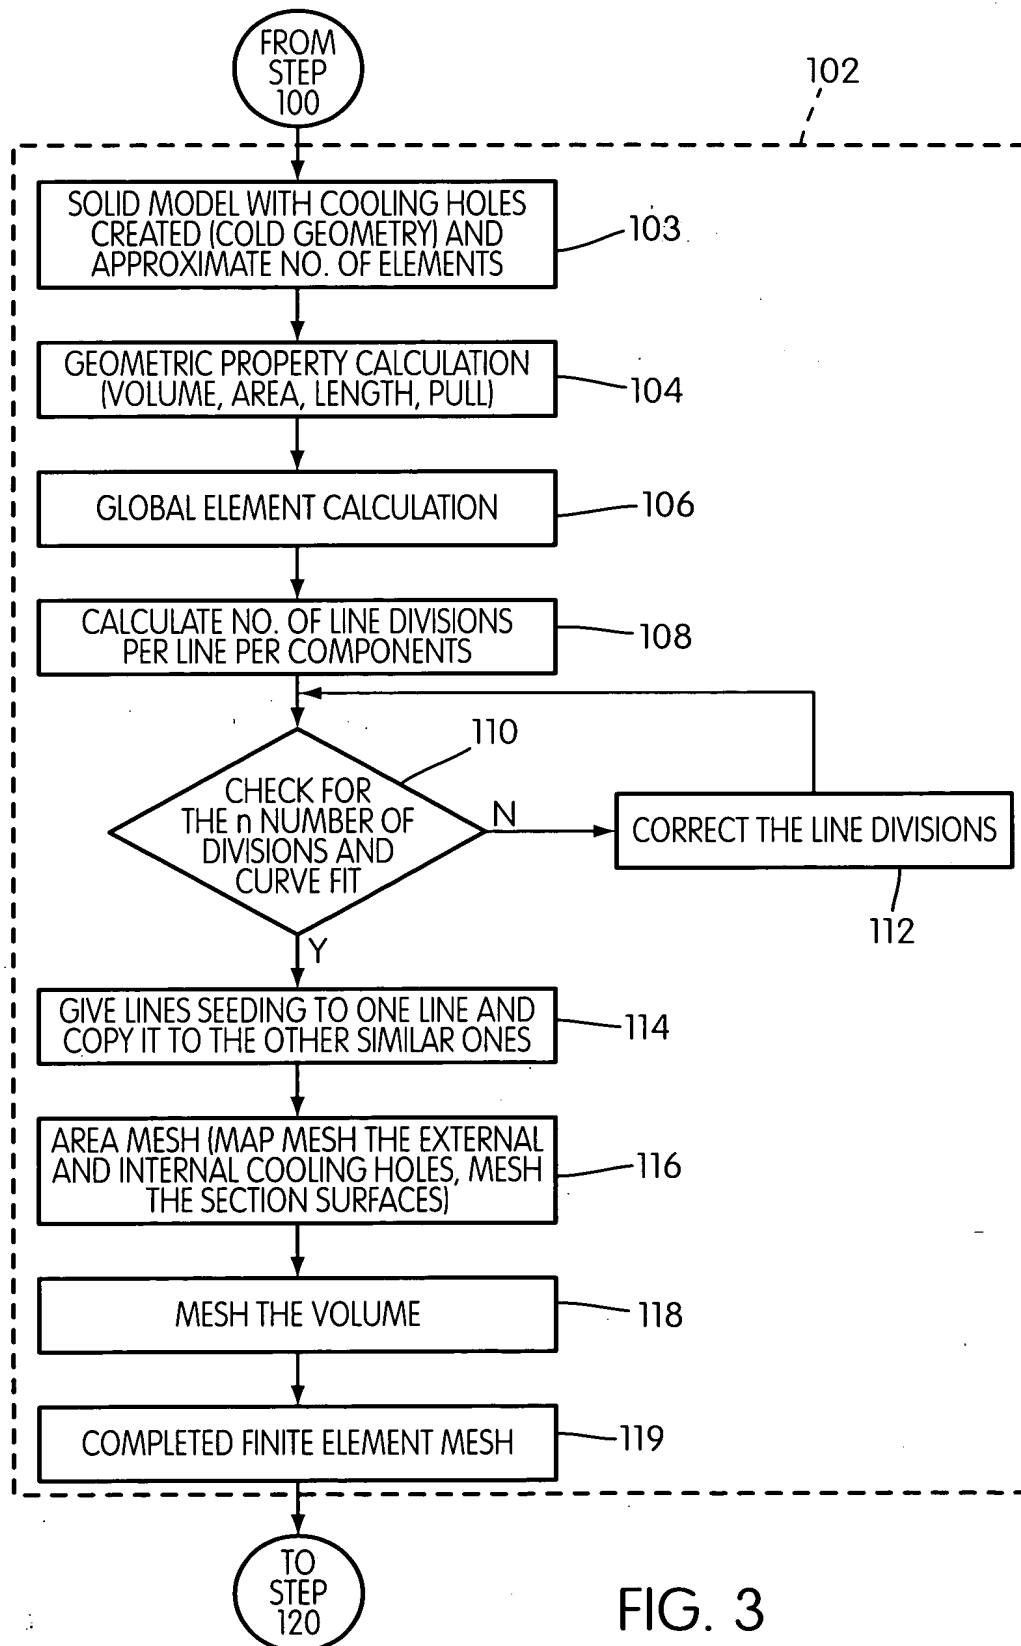 FROM
STEP
100
102
SOLID MODEL WITH COOLING HOLES
CREATED (COLD GEOMETRY) AND
APPROXIMATE NO. OF ELEMENTS
103
GEOMETRIC PROPERTY CALCULATION
(VOLUME, AREA, LENGTH, PULL)
104
GLOBAL ELEMENT CALCULATION
106
CALCULATE NO. OF LINE DIVISIONS
PER LINE PER COMPONENTS
108
110
CHECK FOR
THE n NUMBER OF
DIVISIONS AND
CURVE FIT
N
CORRECT THE LINE DIVISIONS
112
Y
GIVE LINES SEEDING TO ONE LINE AND
COPY IT TO THE OTHER SIMILAR ONES
114
AREA MESH (MAP MESH THE EXTERNAL
AND INTERNAL COOLING HOLES, MESH
THE SECTION SURFACES)
116
MESH THE VOLUME
118
COMPLETED FINITE ELEMENT MESH
119
TO
STEP
120
FIG. 3